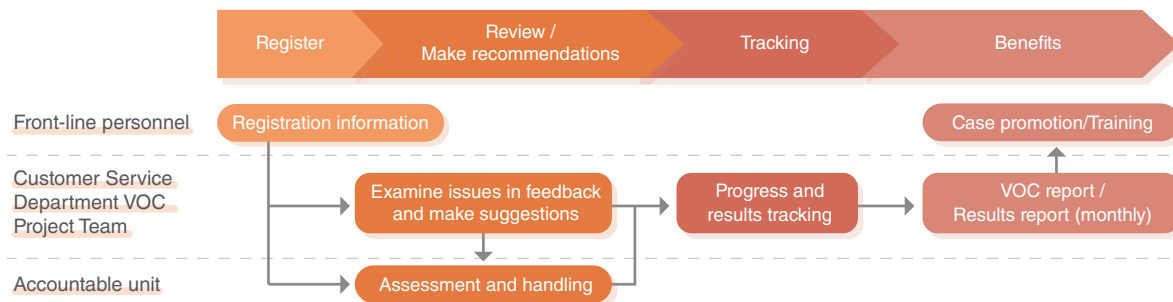 Register
Review /
Make recommendations
Tracking
Benefits
Front-line personnel
Registration information
Case promotion/Training
Customer Service
Department VOC
Project Team
Examine issues in feedback
and make suggestions
Progress and
results tracking
VOC report /
Results report (monthly)
Accountable unit
Assessment and handling